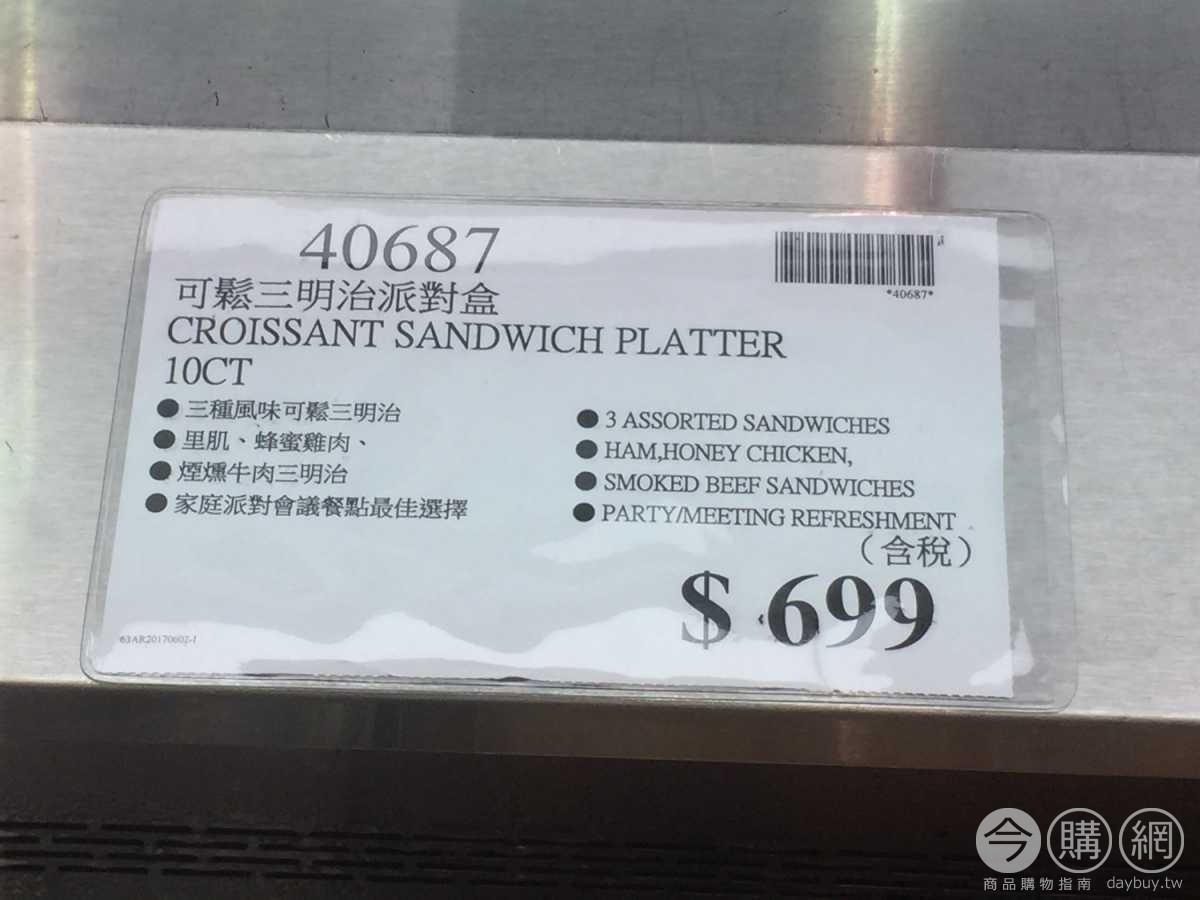 40687
*40687*
可鬆三明治派對盒
CROISSANT SANDWICH PLATTER
10CT
● 三種風味可鬆三明治
● 里肌、蜂蜜雞肉、
● 煙燻牛肉三明治
● 家庭派對會議餐點最佳選擇
● 3 ASSORTED SANDWICHES
● HAM,HONEY CHICKEN,
● SMOKED BEEF SANDWICHES
● PARTY/MEETING REFRESHMENT
（含稅）
$ 699
63AR20170602-1
今購網
商品購物指南 daybuy.tw